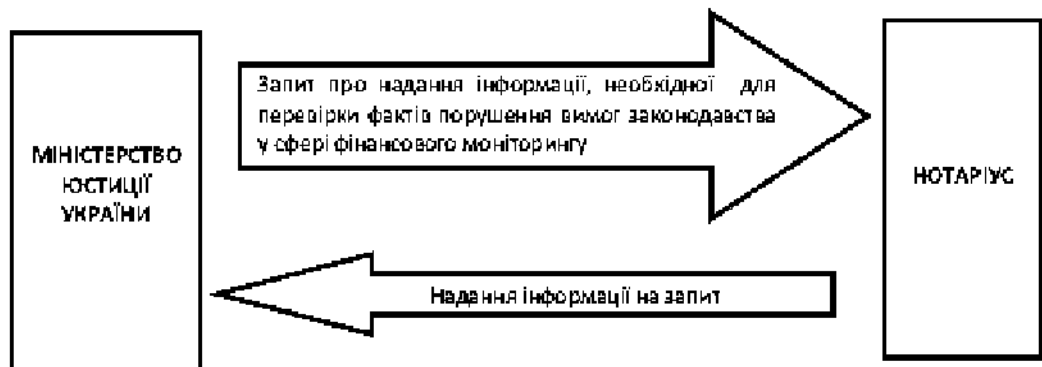 МІНІСТЕРСТВО
ЮСТИЦІЇ
УКРАЇНИ
Запит про надання інформації, необхідної для
перевірки фактів порушення вимог законодавства
у сфері фінансового моніторингу
НОТАРІУС
Надання інформації на запит